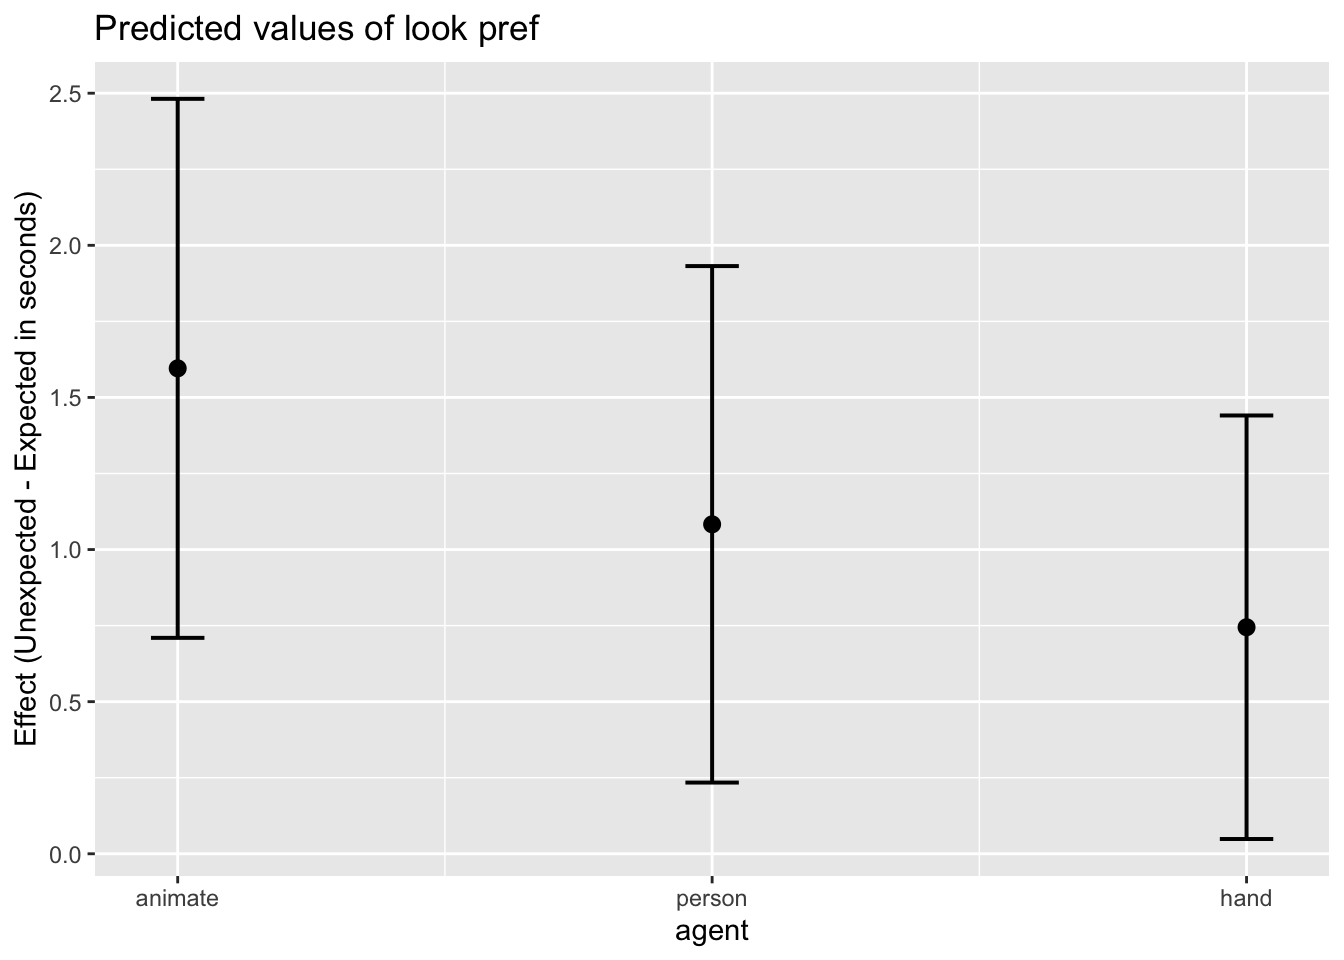 Predicted values of look pref
Effect (Unexpected - Expected in seconds)
2.5
2.0
1.5
1.0
0.5
0.0
animate person hand
agent